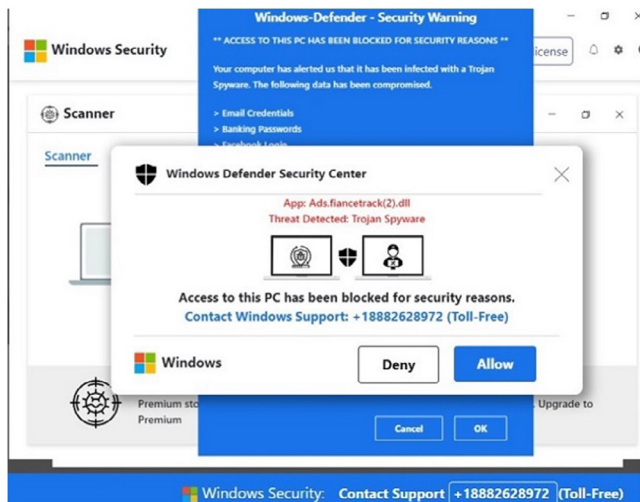 Windows-Defender - Security Warning
** ACCESS TO THIS PC HAS BEEN BLOCKED FOR SECURITY REASONS **
Windows Security
Your computer has alerted us that it has been infected with a Trojan
Spyware. The following data has been compromised.
> Email Credentials
> Banking Passwords
> Facebook Login
Scanner
Scanner
Windows Defender Security Center
App: Ads.fiancetrack(2).dll
Threat Detected: Trojan Spyware
Access to this PC has been blocked for security reasons.
Contact Windows Support: +18882628972 (Toll-Free)
Windows
Deny
Allow
Premium
Upgrade to
Premium
Cancel
OK
Windows Security: Contact Support +18882628972 (Toll-Free)